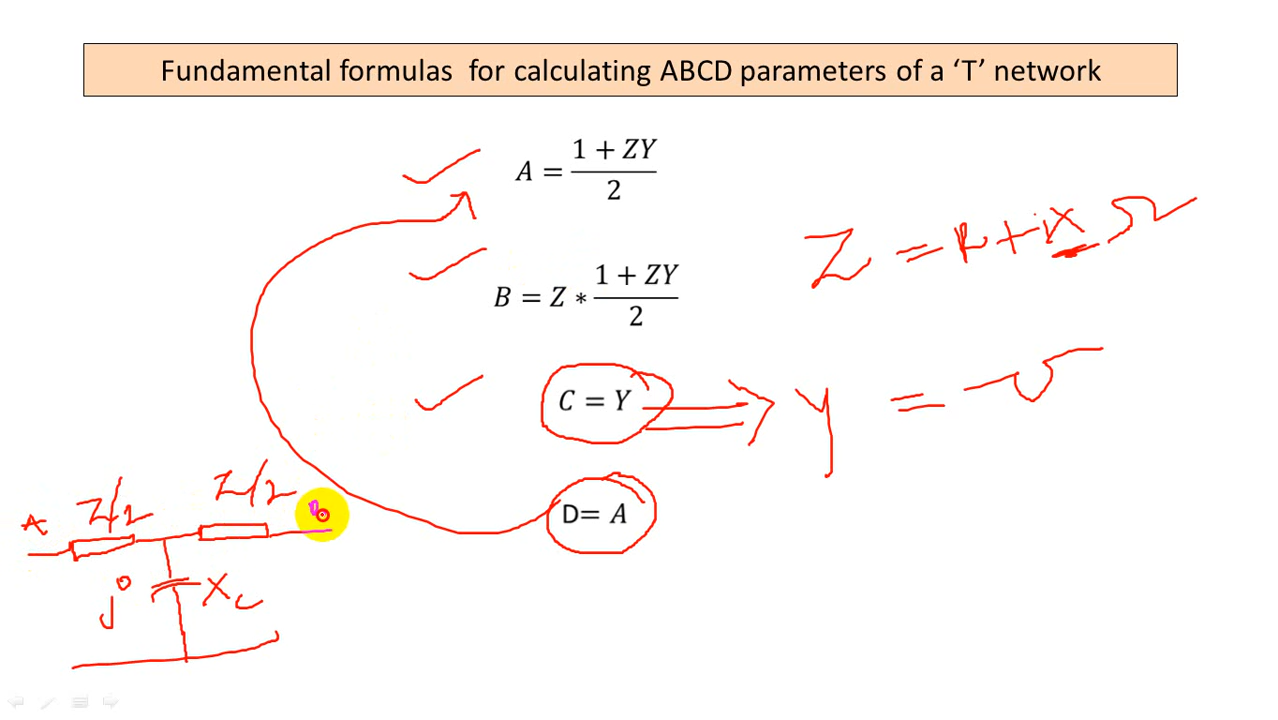 Fundamental formulas for calculating ABCD parameters of a ‘T’ network
A = (1 + ZY)/2
B = Z * (1 + ZY)/2
Z = R + jX Ω
C = Y
Y = ℧
D= A
A Z/2 Z/2
j Xc